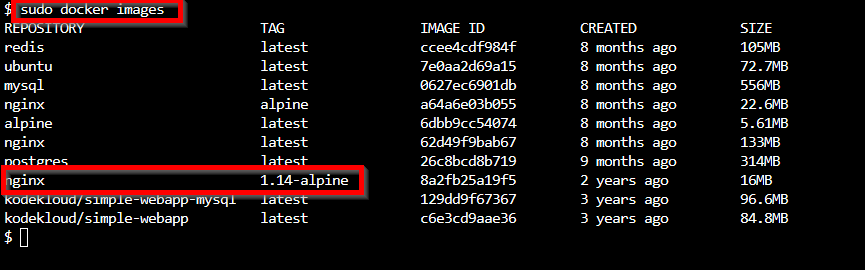 $ sudo docker images
REPOSITORY TAG IMAGE ID CREATED SIZE
redis latest ccee4cdf984f 8 months ago 105MB
ubuntu latest 7e0aa2d69a15 8 months ago 72.7MB
mysql latest 0627ec6901db 8 months ago 556MB
nginx alpine a64a6e03b055 8 months ago 22.6MB
alpine latest 6dbb9cc54074 8 months ago 5.61MB
nginx latest 62d49f9bab67 8 months ago 133MB
postgres latest 26c8bcd8b719 9 months ago 314MB
nginx 1.14-alpine 8a2fb25a19f5 2 years ago 16MB
kodekloud/simple-webapp-mysql latest 129dd9f67367 3 years ago 96.6MB
kodekloud/simple-webapp latest c6e3cd9aae36 3 years ago 84.8MB
$